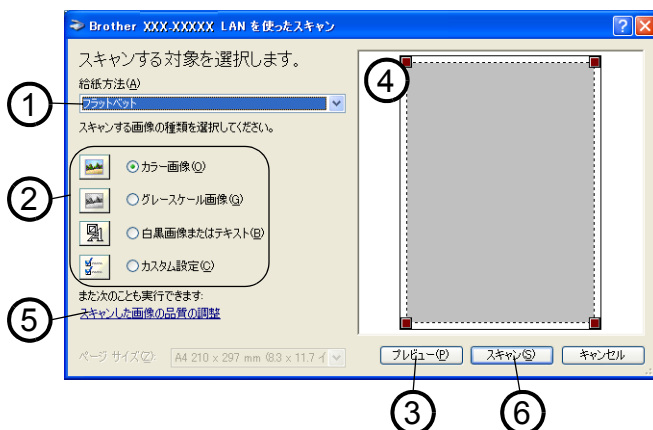 Brother XXX-XXXXX LAN を使ったスキャン
スキャンする対象を選択します。
給紙方法(A)
フラットベット
スキャンする画像の種類を選択してください。
カラー画像(O)
グレースケール画像(G)
白黒画像またはテキスト(B)
カスタム設定(C)
また次のことも実行できます:
スキャンした画像の品質の調整
ページ サイズ(Z):
A4 210 x 297 mm (8.3 x 11.7 イ
プレビュー(P)
スキャン(S)
キャンセル
①
②
③
④
⑤
⑥